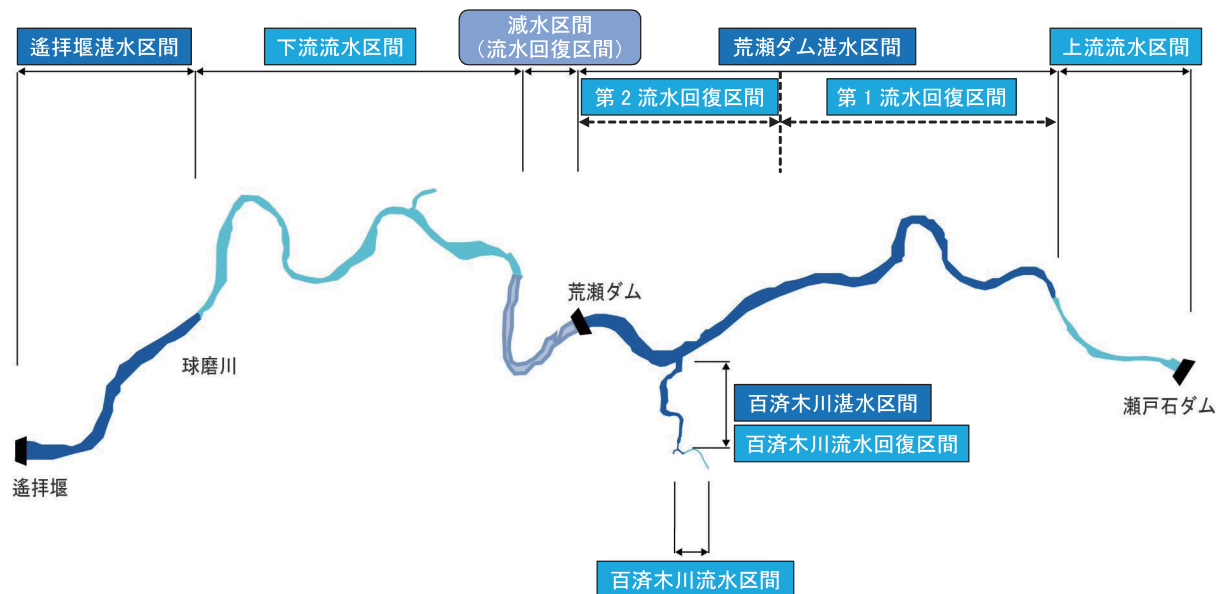 遙拝堰湛水区間
下流流水区間
減水区間
(流水回復区間)
荒瀬ダム湛水区間
上流流水区間
第2流水回復区間
第1流水回復区間
荒瀬ダム
球磨川
瀬戸石ダム
百済木川湛水区間
百済木川流水回復区間
遙拝堰
百済木川流水区間